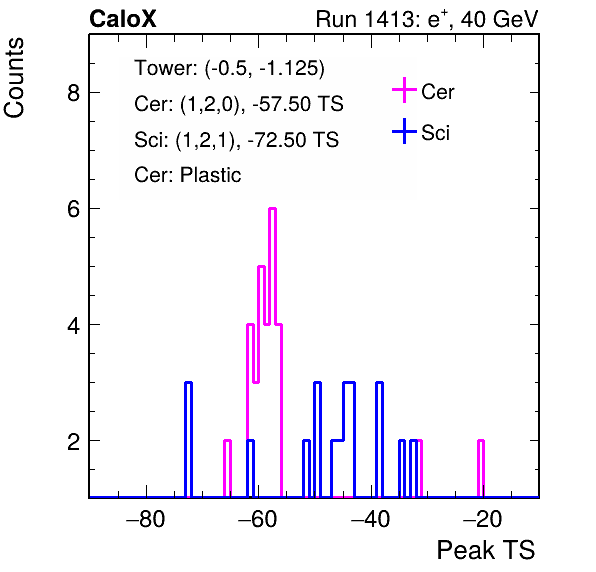 CaloX Run 1413: e⁺, 40 GeV
Counts
Tower: (-0.5, -1.125)
Cer: (1,2,0), -57.50 TS
Sci: (1,2,1), -72.50 TS
Cer: Plastic
Cer
Sci
8
6
4
2
−80 −60 −40 −20
Peak TS